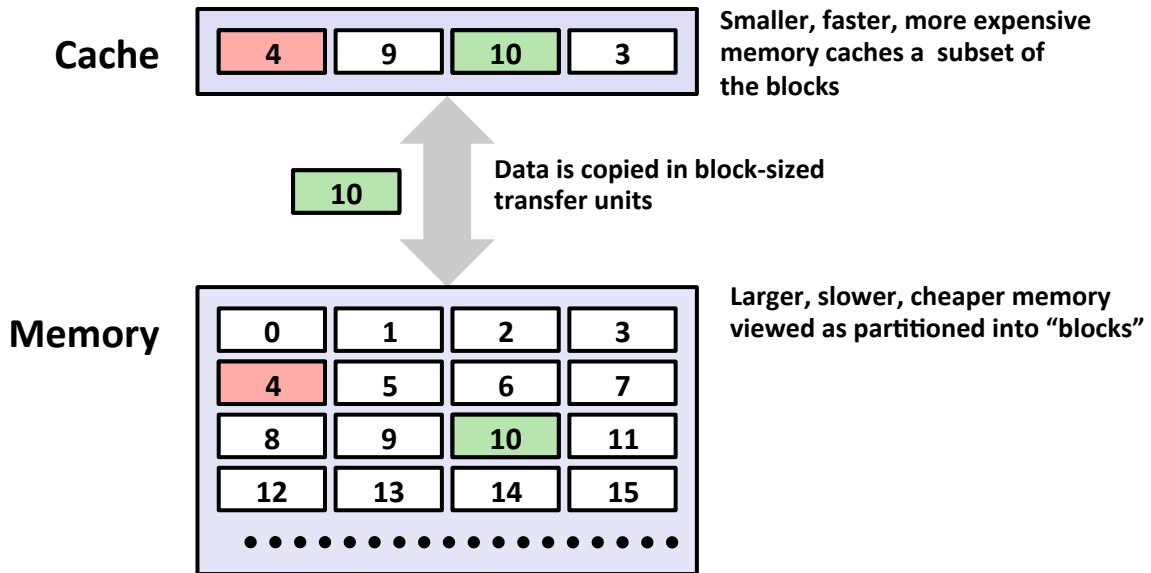 Cache
4 9 10 3
Smaller, faster, more expensive
memory caches a subset of
the blocks
10
Data is copied in block-sized
transfer units
Memory
Larger, slower, cheaper memory
viewed as partitioned into “blocks”
0 1 2 3
4 5 6 7
8 9 10 11
12 13 14 15